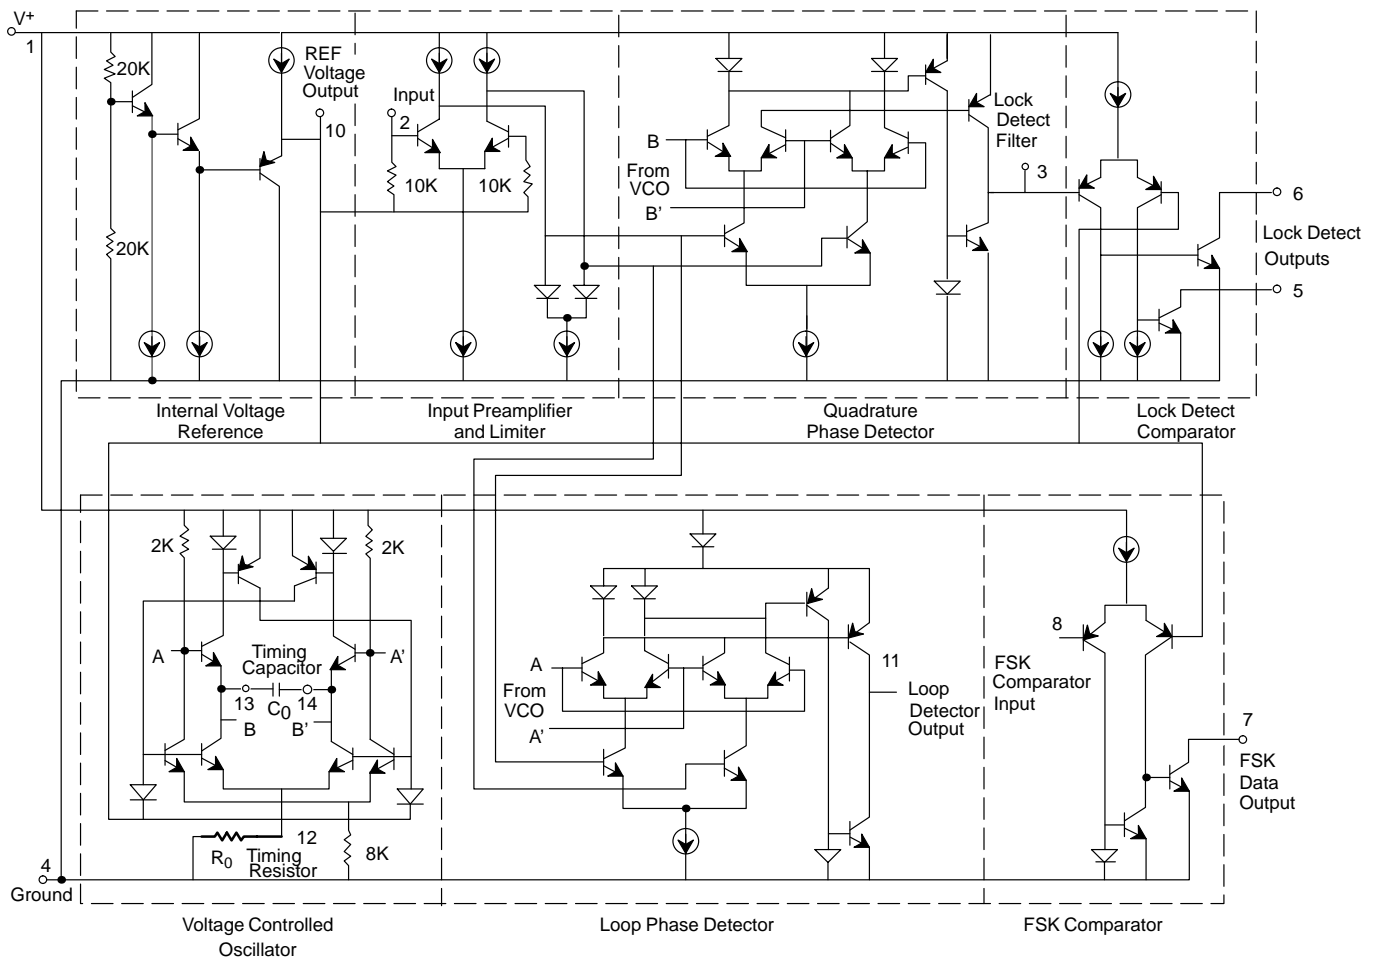 V+
1
20K
20K
REF
Voltage
Output
10
Input
2
10K
10K
B
From
VCO
B'
Lock
Detect
Filter
3
6
Lock Detect
Outputs
5
Internal Voltage
Reference
Input Preamplifier
and Limiter
Quadrature
Phase Detector
Lock Detect
Comparator
2K
2K
A
A'
Timing
Capacitor
13
C0
14
B
B'
12
R0
Timing
Resistor
8K
4
Ground
A
From
VCO
A'
11
Loop
Detector
Output
8
FSK
Comparator
Input
7
FSK
Data
Output
Voltage Controlled
Oscillator
Loop Phase Detector
FSK Comparator